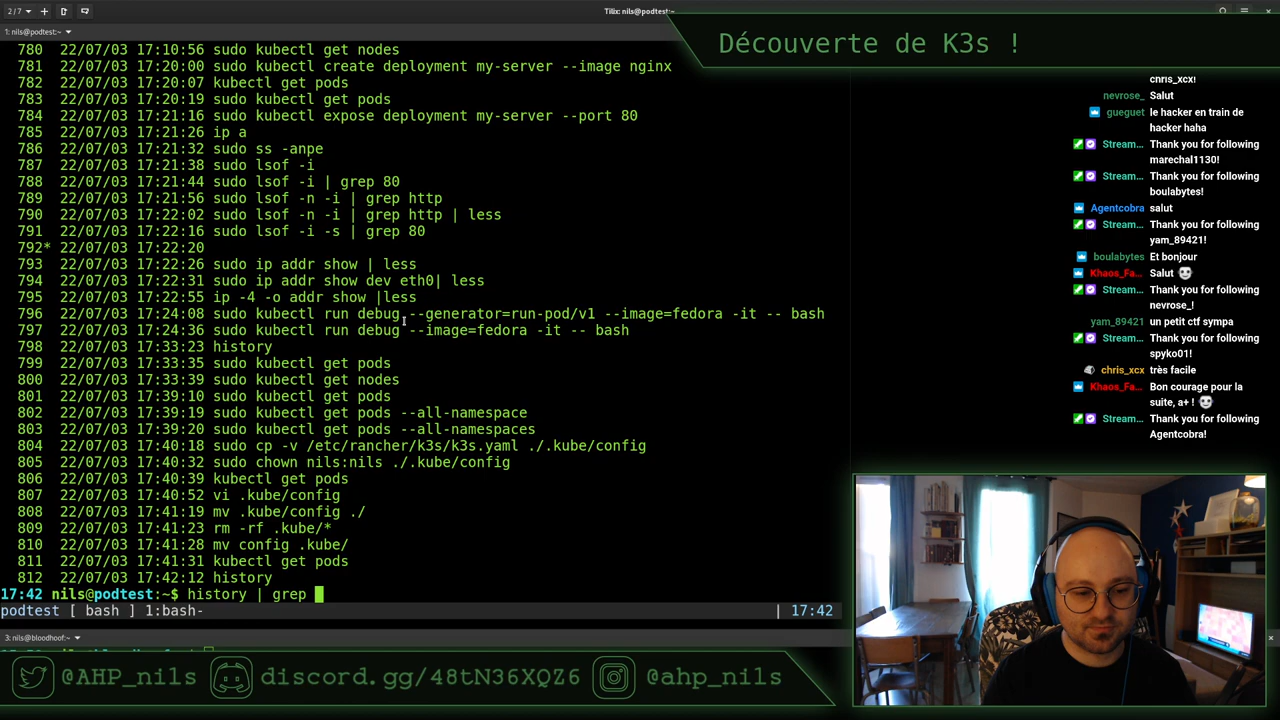 2/7
Tilix: nils@podtest:~
1: nils@podtest:~
Découverte de K3s !
780 22/07/03 17:10:56 sudo kubectl get nodes
781 22/07/03 17:20:00 sudo kubectl create deployment my-server --image nginx
782 22/07/03 17:20:07 kubectl get pods
783 22/07/03 17:20:19 sudo kubectl get pods
784 22/07/03 17:21:16 sudo kubectl expose deployment my-server --port 80
785 22/07/03 17:21:26 ip a
786 22/07/03 17:21:32 sudo ss -anpe
787 22/07/03 17:21:38 sudo lsof -i
788 22/07/03 17:21:44 sudo lsof -i | grep 80
789 22/07/03 17:21:56 sudo lsof -n -i | grep http
790 22/07/03 17:22:02 sudo lsof -n -i | grep http | less
791 22/07/03 17:22:16 sudo lsof -i -s | grep 80
792* 22/07/03 17:22:20
793 22/07/03 17:22:26 sudo ip addr show | less
794 22/07/03 17:22:31 sudo ip addr show dev eth0| less
795 22/07/03 17:22:55 ip -4 -o addr show |less
796 22/07/03 17:24:08 sudo kubectl run debug --generator=run-pod/v1 --image=fedora -it -- bash
797 22/07/03 17:24:36 sudo kubectl run debug --image=fedora -it -- bash
798 22/07/03 17:33:23 history
799 22/07/03 17:33:35 sudo kubectl get pods
800 22/07/03 17:33:39 sudo kubectl get nodes
801 22/07/03 17:39:10 sudo kubectl get pods
802 22/07/03 17:39:19 sudo kubectl get pods --all-namespace
803 22/07/03 17:39:20 sudo kubectl get pods --all-namespaces
804 22/07/03 17:40:18 sudo cp -v /etc/rancher/k3s/k3s.yaml ./.kube/config
805 22/07/03 17:40:32 sudo chown nils:nils ./.kube/config
806 22/07/03 17:40:39 kubectl get pods
807 22/07/03 17:40:52 vi .kube/config
808 22/07/03 17:41:19 mv .kube/config ./
809 22/07/03 17:41:23 rm -rf .kube/*
810 22/07/03 17:41:28 mv config .kube/
811 22/07/03 17:41:31 kubectl get pods
812 22/07/03 17:42:12 history
17:42 nils@podtest:~$ history | grep
podtest [ bash ] 1:bash- | 17:42
3: nils@bloodhoof:~
chris_xcx!
nevrose_ Salut
gueguet le hacker en train de
hacker haha
Stream... Thank you for following
marechal1130!
Stream... Thank you for following
boulabytes!
Agentcobra salut
Stream... Thank you for following
yam_89421!
boulabytes Et bonjour
Khaos_Fa... Salut
Stream... Thank you for following
nevrose_!
yam_89421 un petit ctf sympa
Stream... Thank you for following
spyko01!
chris_xcx très facile
Khaos_Fa... Bon courage pour la
suite, a+ !
Stream... Thank you for following
Agentcobra!
@AHP_nils
discord.gg/48tN36XQZ6
@ahp_nils